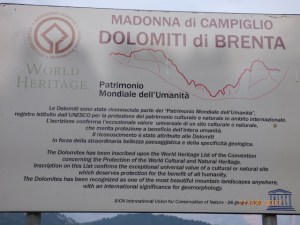 MADONNA DI CAMPIGLIO
DOLOMITI DI BRENTA
WORLD
HERITAGE
Patrimonio
Mondiale dell'Umanità
Le Dolomiti sono state riconosciute parte del "Patrimonio Mondiale dell'Umanità",
registro istituito dall'UNESCO per la protezione del patrimonio culturale e naturale in ambito internazionale.
L'iscrizione conferma l'eccezionale valore universale di un sito culturale o naturale,
che merita protezione a beneficio dell'intera umanità.
Il riconoscimento è stato attribuito alle Dolomiti
in forza della straordinaria bellezza paesaggistica e della specificità geologica.
The Dolomites has been inscribed upon the World Heritage List of the Convention
concerning the Protection of the World Cultural and Natural Heritage.
Inscription on this List confirms the exceptional universal value of a cultural or natural site
which deserves protection for the benefit of all humanity.
The Dolomites has been recognized as one of the most beautiful mountain landscapes anywhere,
with an international significance for geomorphology.
IUCN International Union for Conservation of Nature - 26